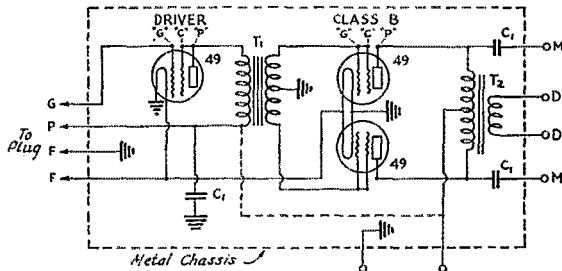 DRIVER
"G" "C" "P"
T₁
CLASS B
"G" "C" "P"
C₁
M
49
49
T₂
G
P
To Plug
F
F
D
D
49
C₁
C₁
M
Metal Chassis